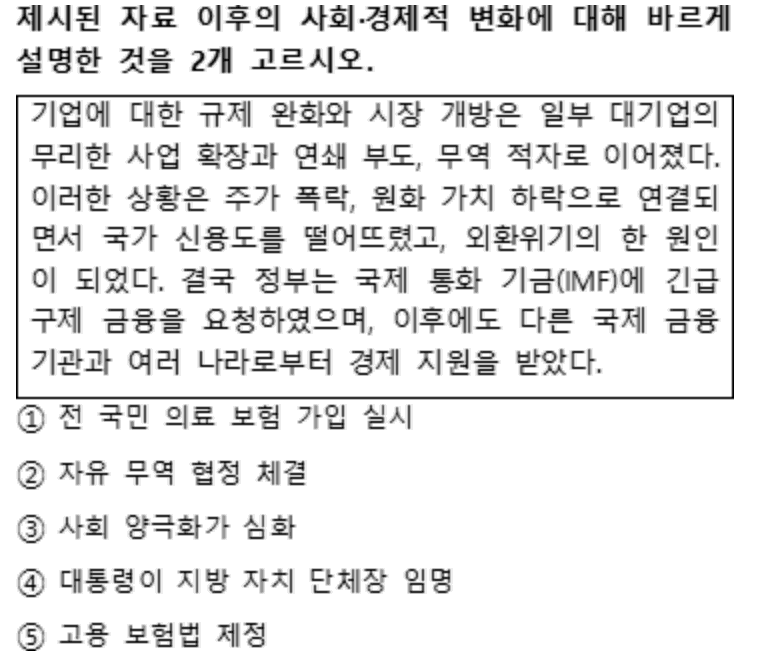 제시된 자료 이후의 사회·경제적 변화에 대해 바르게
설명한 것을 2개 고르시오.
기업에 대한 규제 완화와 시장 개방은 일부 대기업의
무리한 사업 확장과 연쇄 부도, 무역 적자로 이어졌다.
이러한 상황은 주가 폭락, 원화 가치 하락으로 연결되
면서 국가 신용도를 떨어뜨렸고, 외환위기의 한 원인
이 되었다. 결국 정부는 국제 통화 기금(IMF)에 긴급
구제 금융을 요청하였으며, 이후에도 다른 국제 금융
기관과 여러 나라로부터 경제 지원을 받았다.
① 전 국민 의료 보험 가입 실시
② 자유 무역 협정 체결
③ 사회 양극화가 심화
④ 대통령이 지방 자치 단체장 임명
⑤ 고용 보험법 제정